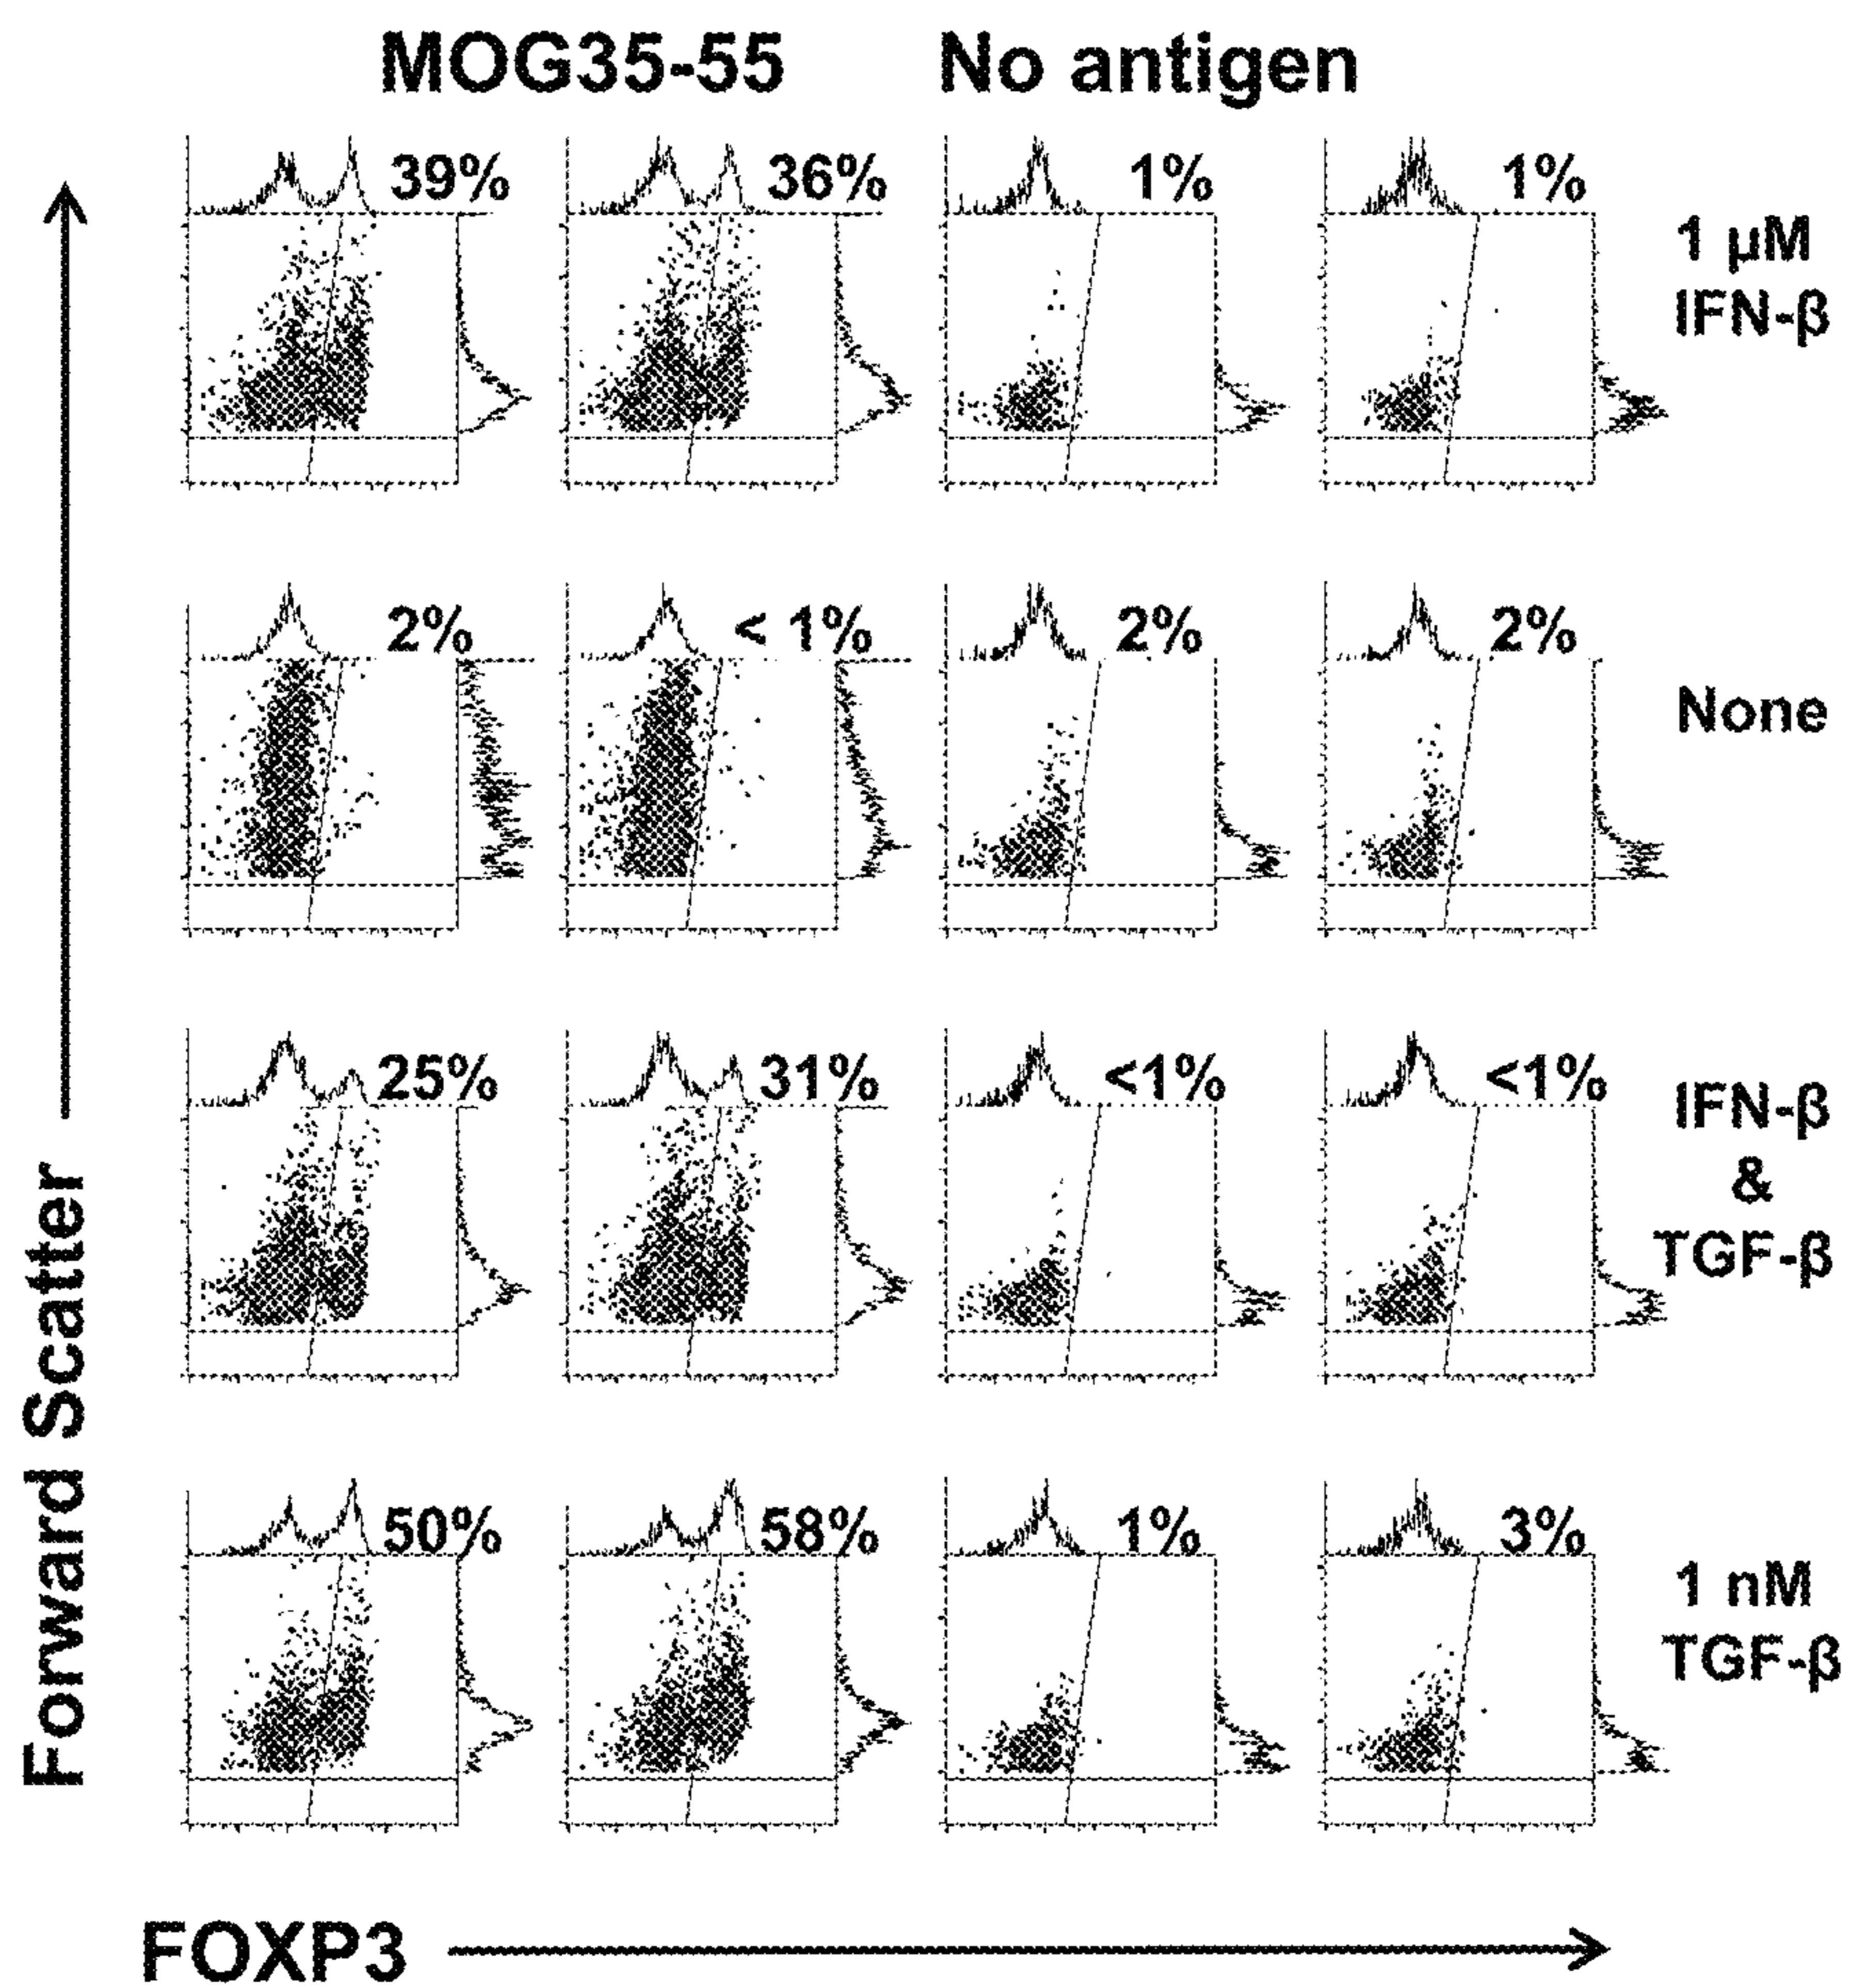 MOG35-55 No antigen
39% 36% 1% 1%
1 µM
IFN-β
2% < 1% 2% 2%
None
25% 31% <1% <1%
IFN-β
&
TGF-β
50% 58% 1% 3%
1 nM
TGF-β
Forward Scatter
FOXP3